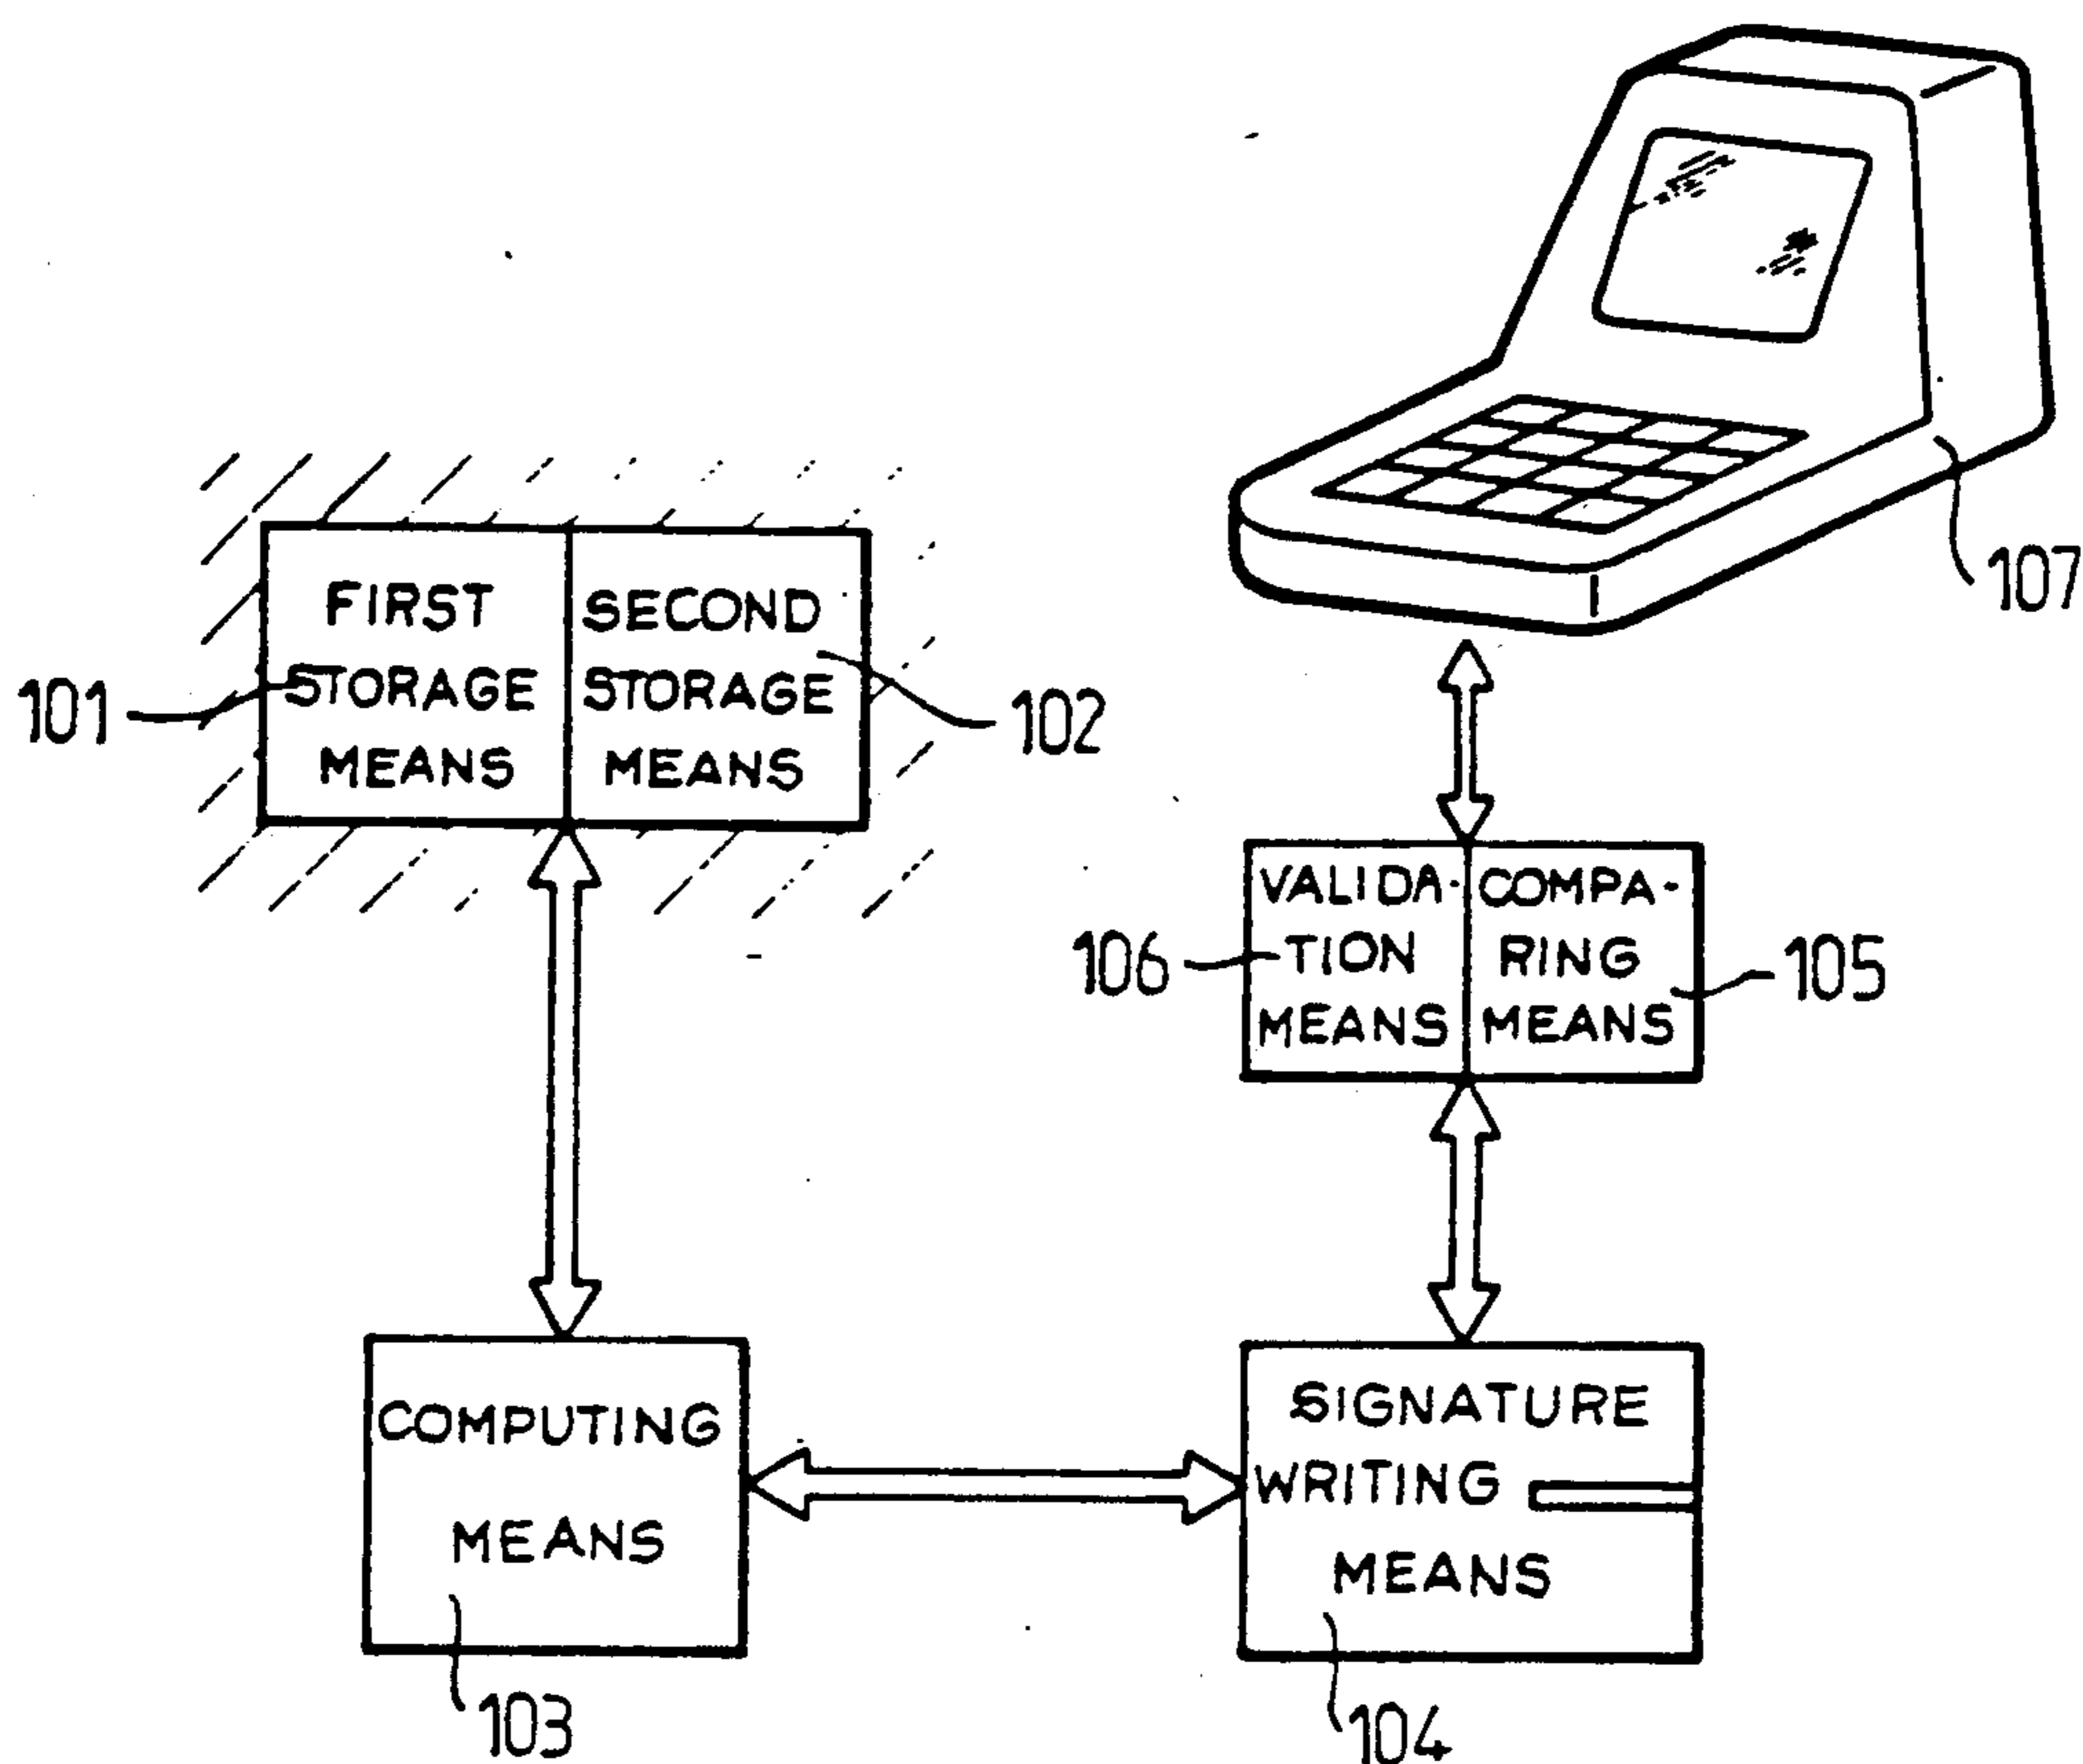 FIRST
STORAGE
MEANS
SECOND
STORAGE
MEANS
101
102
107
VALIDA-
TION
MEANS
COMPA-
RING
MEANS
106
105
COMPUTING
MEANS
103
SIGNATURE
WRITING
MEANS
104